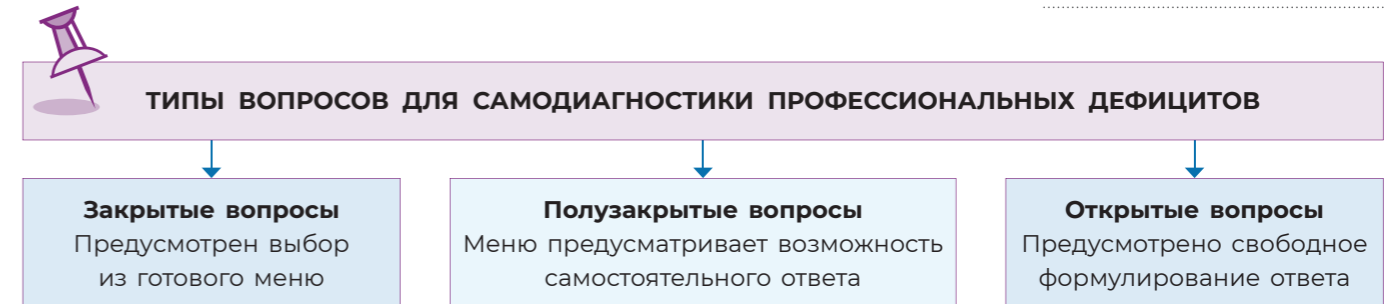 ТИПЫ ВОПРОСОВ ДЛЯ САМОДИАГНОСТИКИ ПРОФЕССИОНАЛЬНЫХ ДЕФИЦИТОВ
Закрытые вопросы
Предусмотрен выбор
из готового меню
Полузакрытые вопросы
Меню предусматривает возможность
самостоятельного ответа
Открытые вопросы
Предусмотрено свободное
формулирование ответа